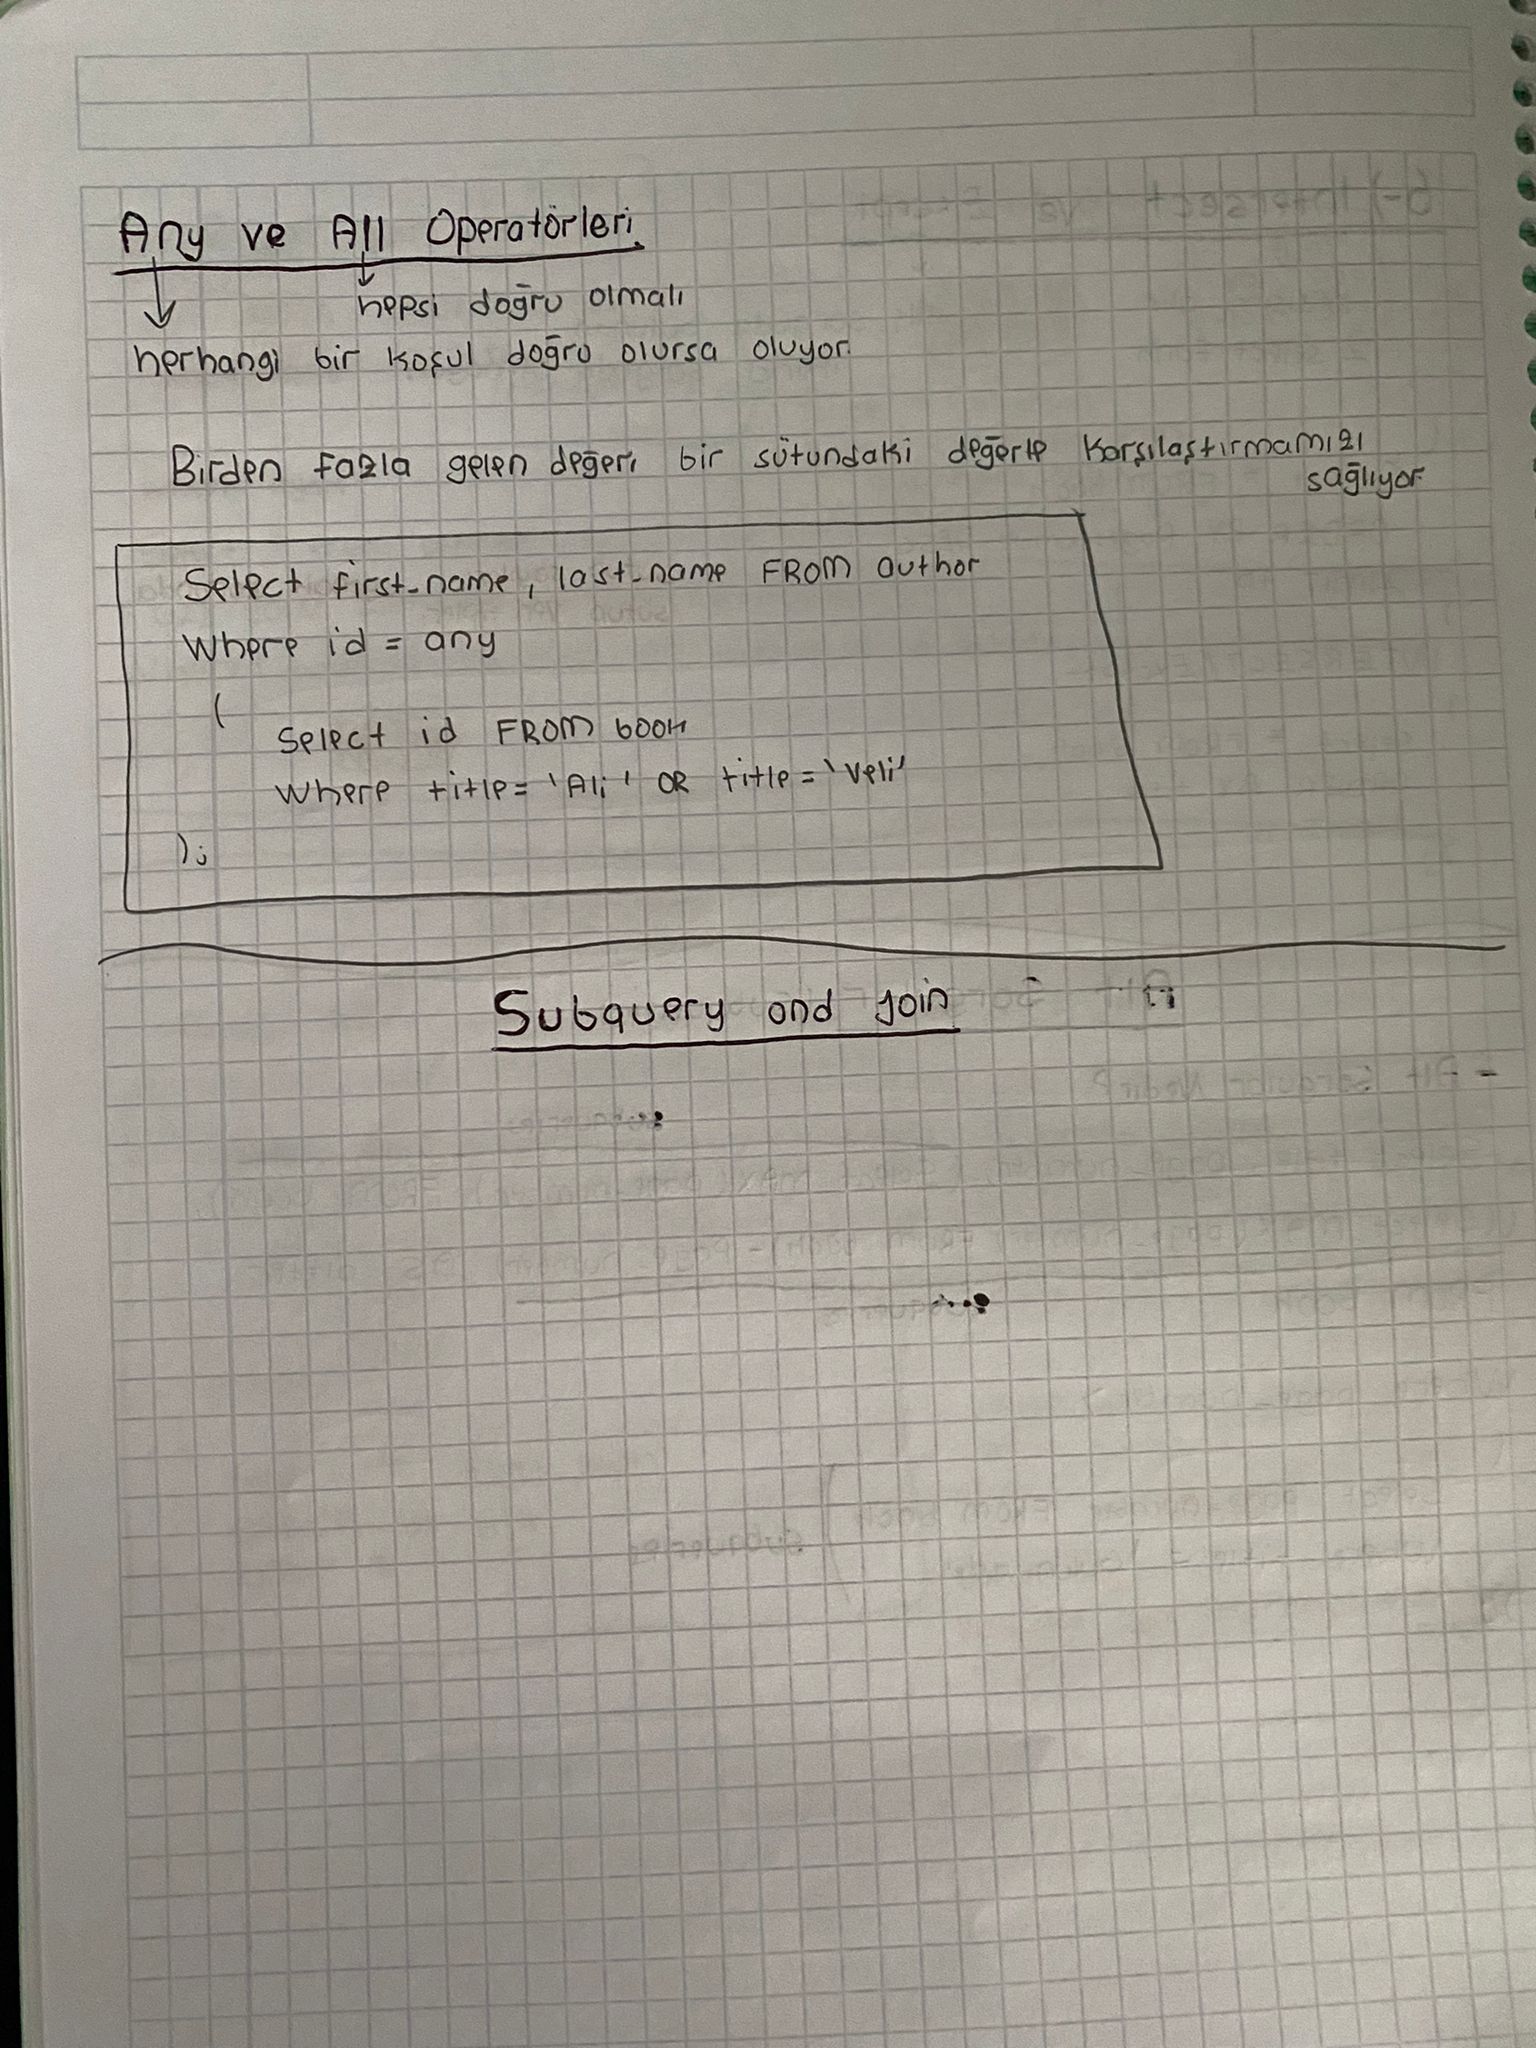 Any ve All Operatörleri
hepsi doğru olmalı
herhangi bir koşul doğru olursa oluyor.
Birden fazla gelen değeri bir sütundaki değerle karşılaştırmamızı
sağlıyor.
Select first_name, last_name FROM author
Where id = any
(
Select id FROM book
Where title = 'Ali' OR title = 'Veli'
);
Subquery and Join